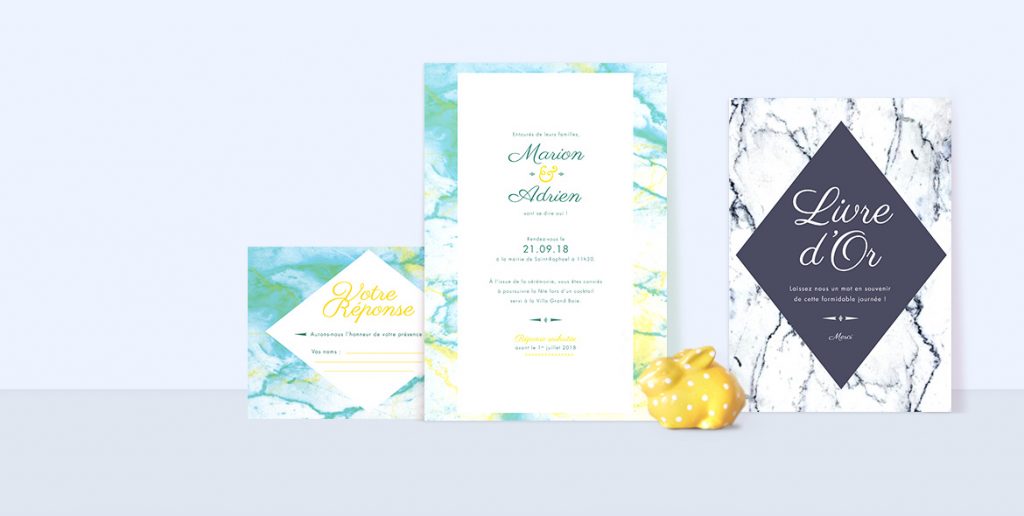 Votre
Réponse
Aurons-nous l'honneur de votre présence
Vos noms :
Entourés de leurs familles,
Marion
&
Adrien
vont se dire oui !
Rendez-vous le
21.09.18
à la mairie de Saint-Raphaël à 11h30.
À l'issue de la cérémonie, vous êtes conviés
à poursuivre la fête lors d'un cocktail
servi à la Villa Grand Baie.
Réponse souhaitée
avant le 1er juillet 2018
Livre
d'Or
Laissez nous un mot en souvenir
de cette formidable journée !
Merci